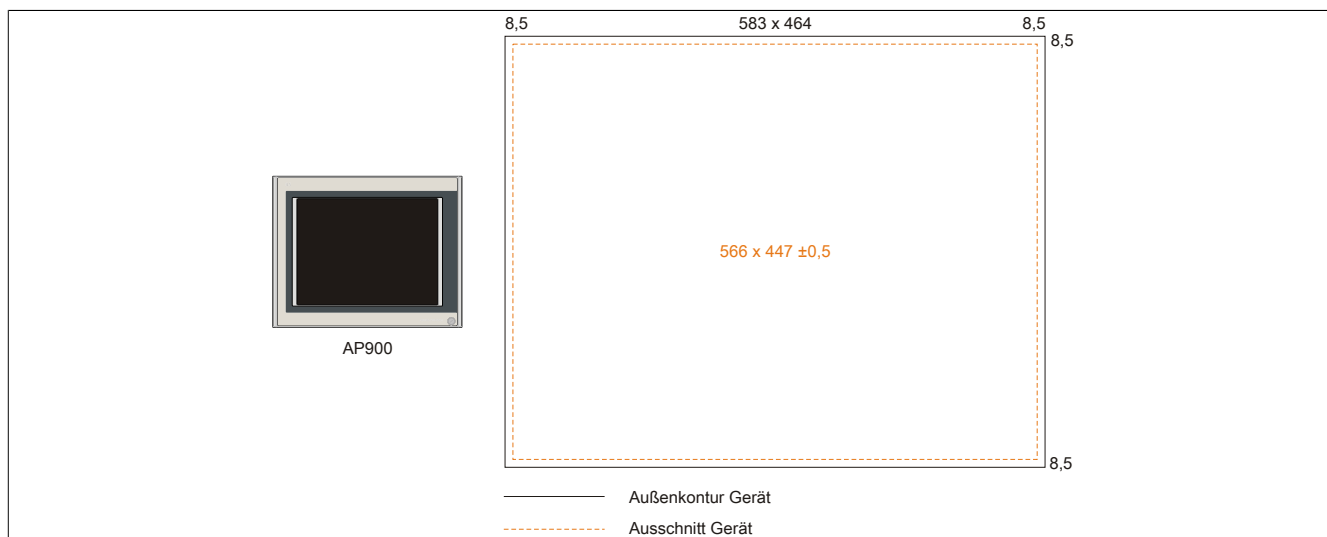 8,5 583 x 464 8,5
8,5
566 x 447 ±0,5
AP900
8,5
Außenkontur Gerät
Ausschnitt Gerät